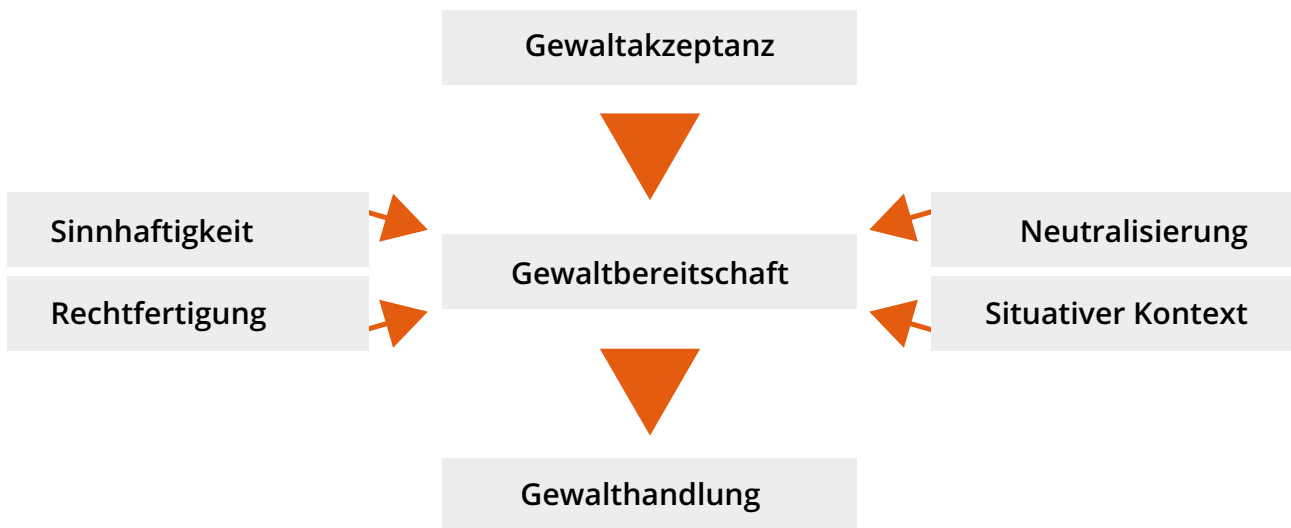 Gewaltakzeptanz
Sinnhaftigkeit
Neutralisierung
Gewaltbereitschaft
Rechtfertigung
Situativer Kontext
Gewalthandlung